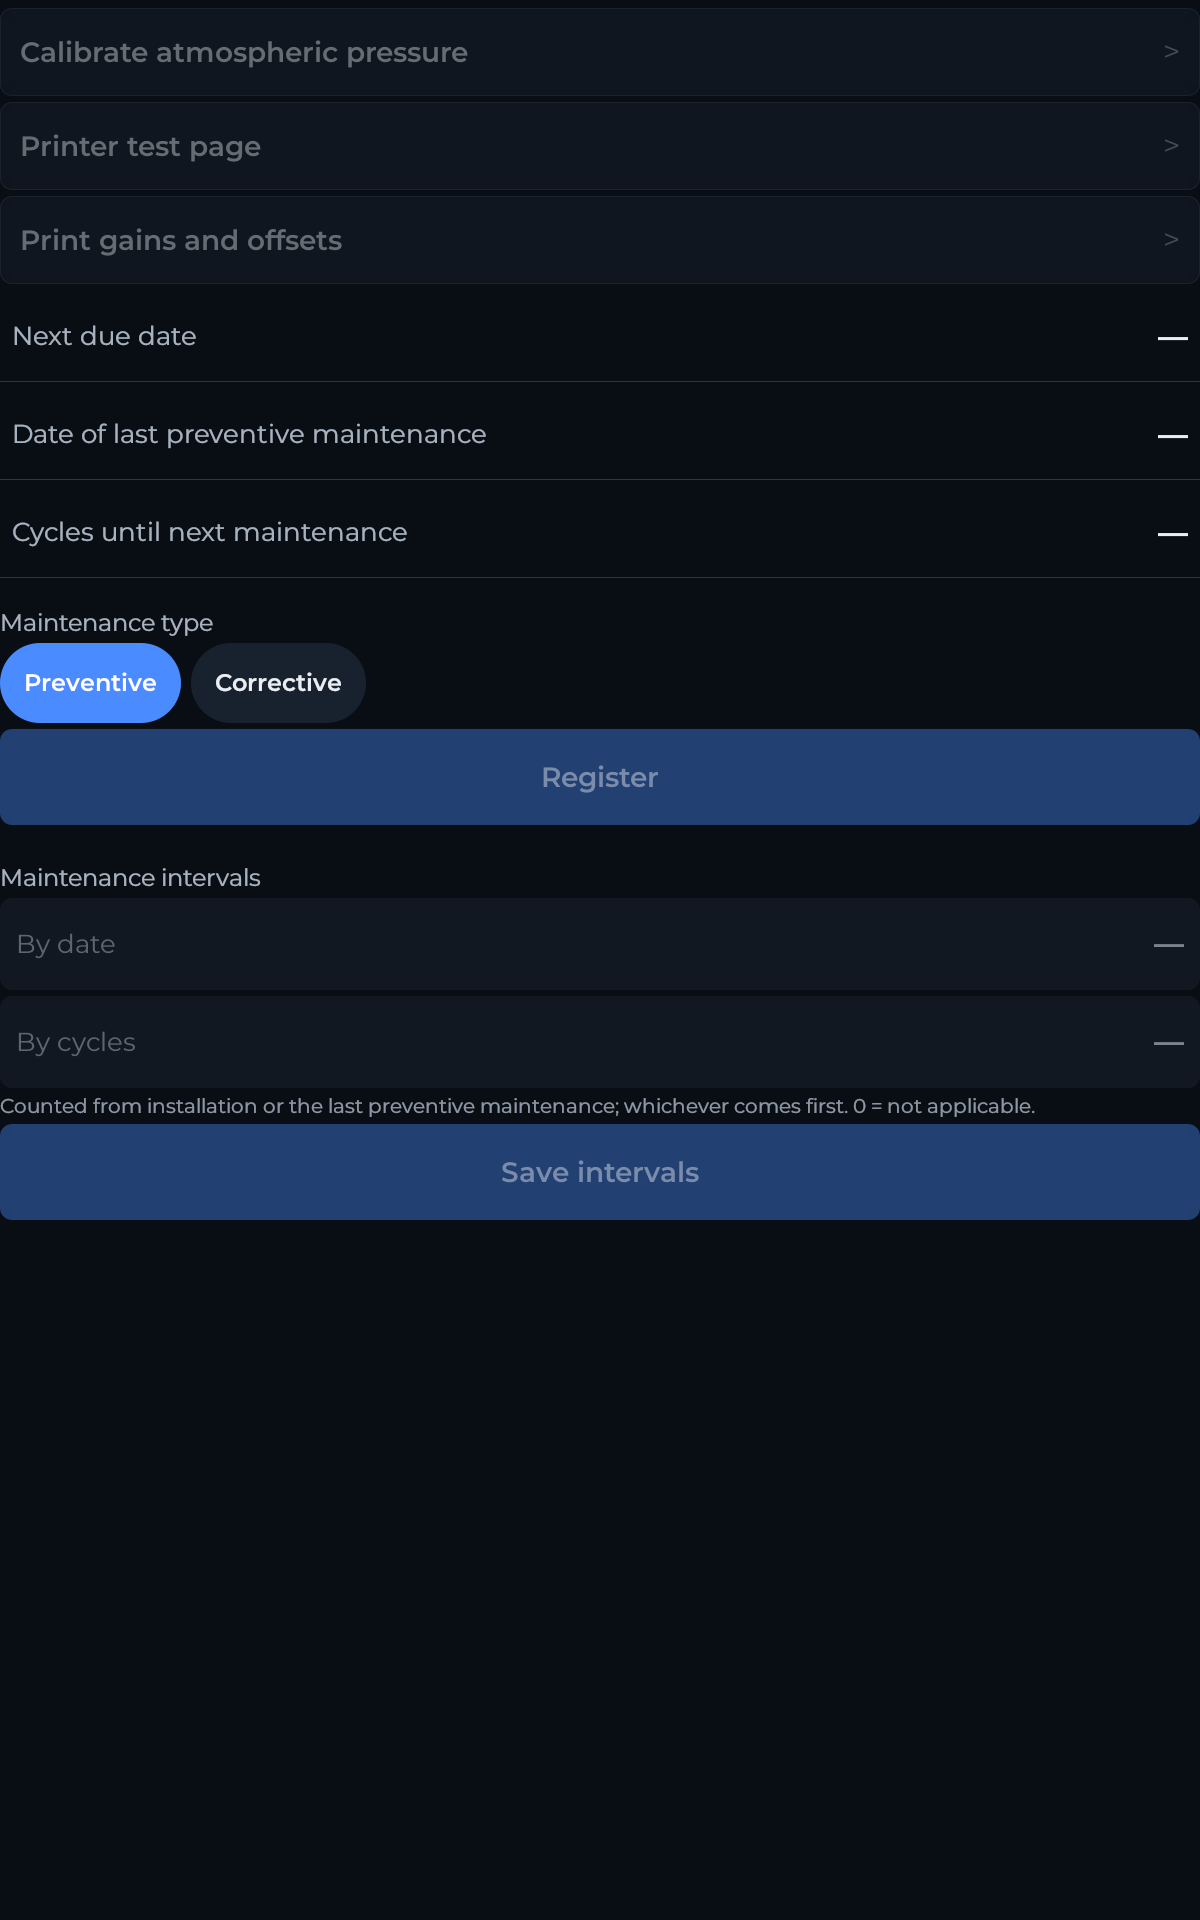 Calibrate atmospheric pressure >
Printer test page >
Print gains and offsets >
Next due date —
Date of last preventive maintenance —
Cycles until next maintenance —
Maintenance type
Preventive Corrective
Register
Maintenance intervals
By date —
By cycles —
Counted from installation or the last preventive maintenance; whichever comes first. 0 = not applicable.
Save intervals